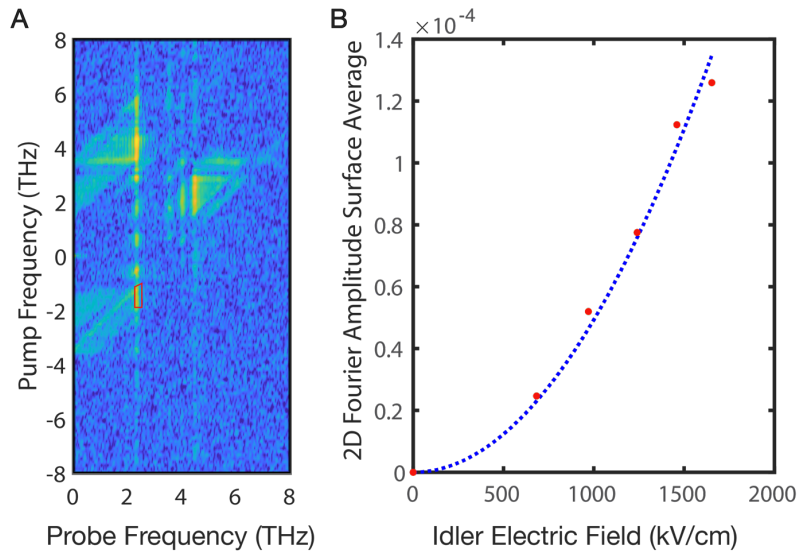 A
8
6
4
2
0
-2
-4
-6
-8
Pump Frequency (THz)
0 2 4 6 8
Probe Frequency (THz)
B
×10⁻⁴
1.4
1.2
1
0.8
0.6
0.4
0.2
0
2D Fourier Amplitude Surface Average
0 500 1000 1500 2000
Idler Electric Field (kV/cm)